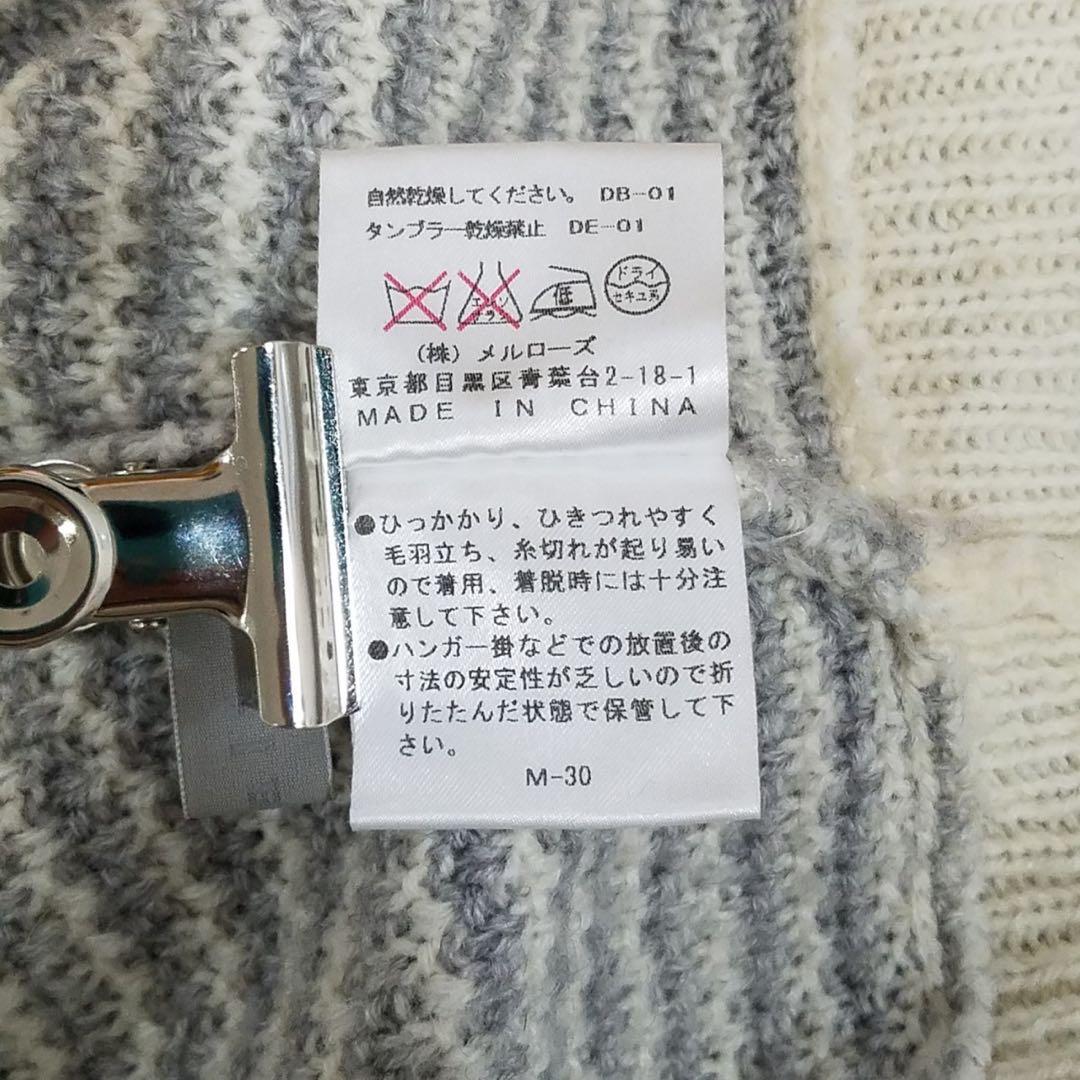 自然乾燥してください。 DB-01
タンブラー乾燥禁止 DE-01
エンソ
サラシ
低
ドライ
セキユ系
(株) メルローズ
東京都目黒区青葉台2-18-1
MADE IN CHINA
●ひっかかり、ひきつれやすく
毛羽立ち、糸切れが起り易い
ので着用、着脱時には十分注
意して下さい。
●ハンガー掛などでの放置後の
寸法の安定性が乏しいので折
りたたんだ状態で保管して下
さい。
M-30